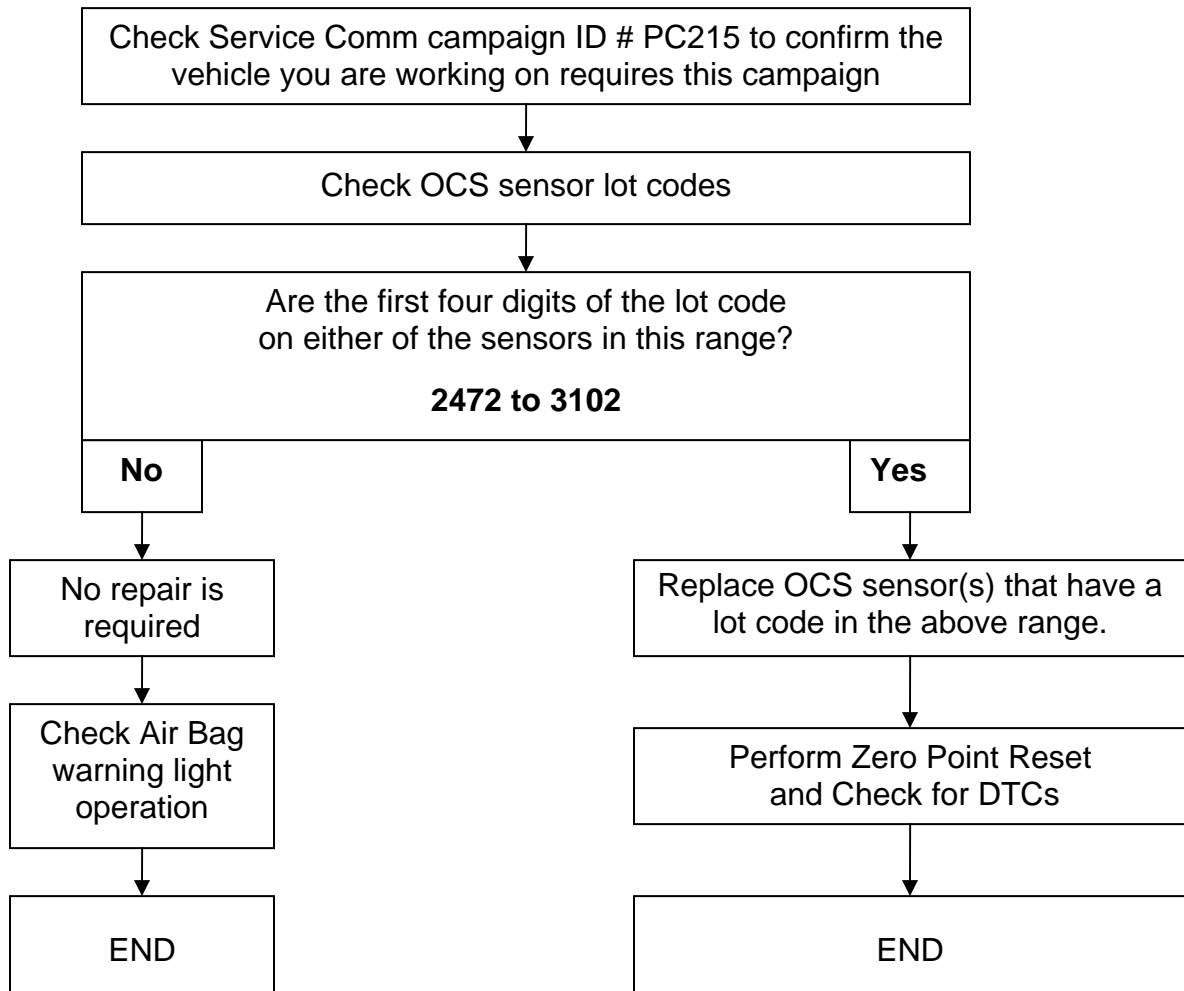 Check Service Comm campaign ID # PC215 to confirm the
vehicle you are working on requires this campaign
Check OCS sensor lot codes
Are the first four digits of the lot code
on either of the sensors in this range?
2472 to 3102
No
Yes
No repair is
required
Check Air Bag
warning light
operation
END
Replace OCS sensor(s) that have a
lot code in the above range.
Perform Zero Point Reset
and Check for DTCs
END